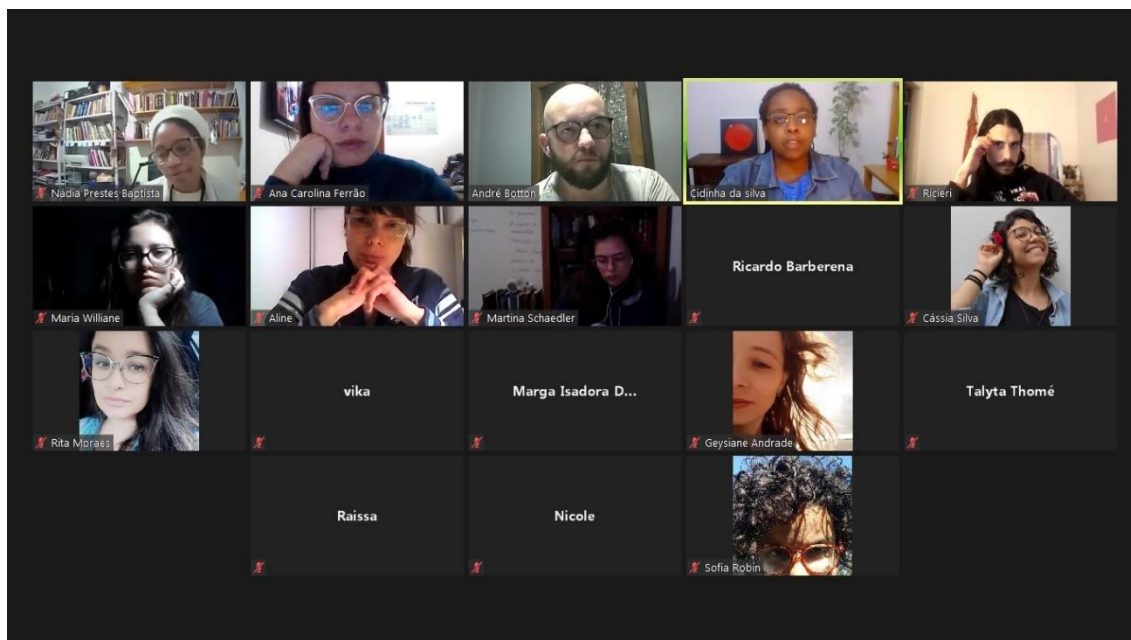 Nádia Prestes Baptista
Ana Carolina Ferrão
André Botton
Cidinha da silva
Ricieri
Maria Williane
Aline
Martina Schaedler
Ricardo Barberena
Cássia Silva
Rita Moraes
vika
Marga Isadora D...
Geysiane Andrade
Talyta Thomé
Raissa
Nicole
Sofia Robin